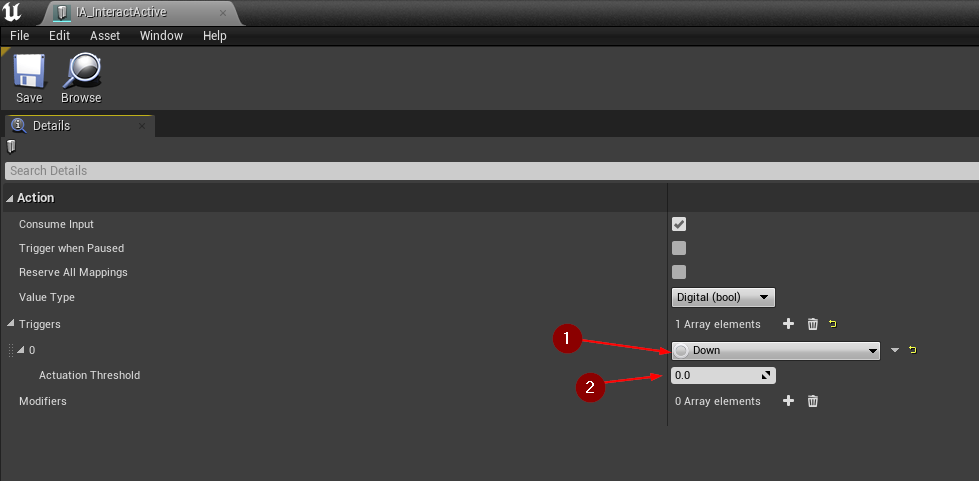 IA_InteractActive
File Edit Asset Window Help
Save Browse
Details
Search Details
Action
Consume Input
Trigger when Paused
Reserve All Mappings
Value Type Digital (bool)
Triggers 1 Array elements
1
0 Down
Actuation Threshold 0.0
2
Modifiers 0 Array elements